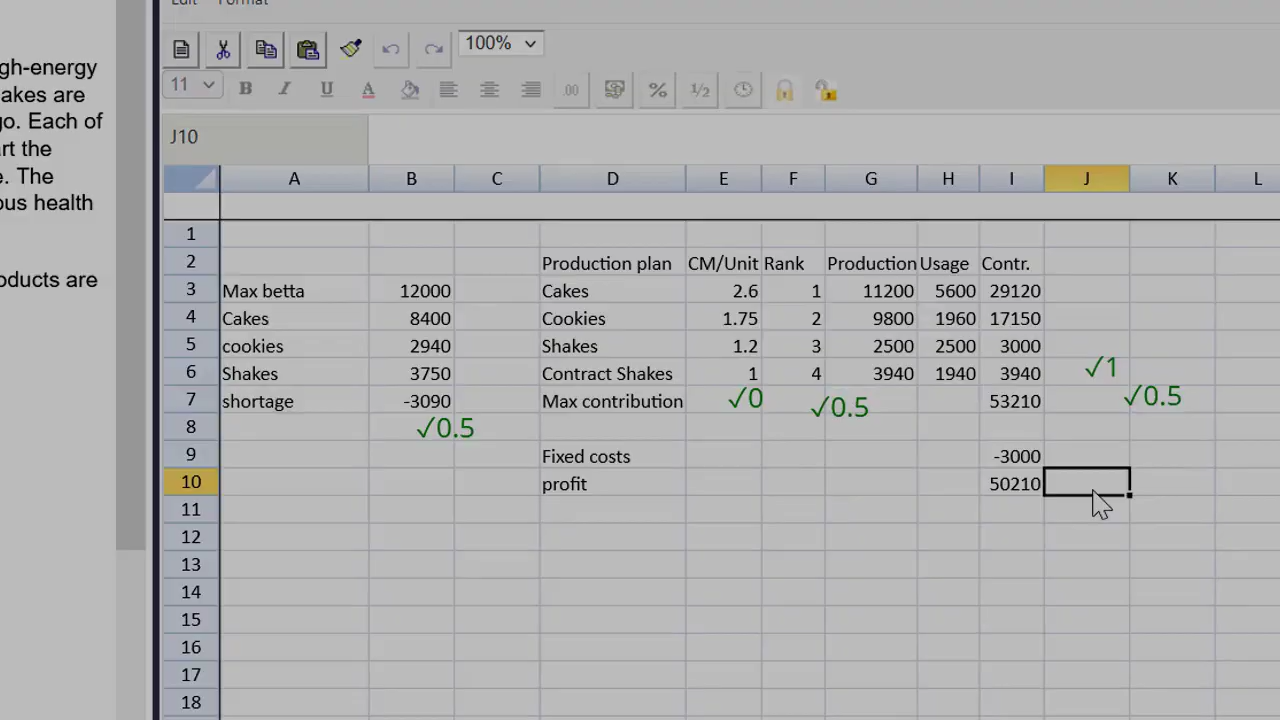 Edit Format
gh-energy
akes are
go. Each of
rt the
e. The
ous health
oducts are
100%
11 B I U A .00 % 1/2
J10
A B C D E F G H I J K L
1
2 Production plan CM/Unit Rank Production Usage Contr.
3 Max betta 12000 Cakes 2.6 1 11200 5600 29120
4 Cakes 8400 Cookies 1.75 2 9800 1960 17150
5 cookies 2940 Shakes 1.2 3 2500 2500 3000
6 Shakes 3750 Contract Shakes 1 4 3940 1940 3940 √1
7 shortage -3090 Max contribution √0 √0.5 53210 √0.5
8 √0.5
9 Fixed costs -3000
10 profit 50210
11
12
13
14
15
16
17
18